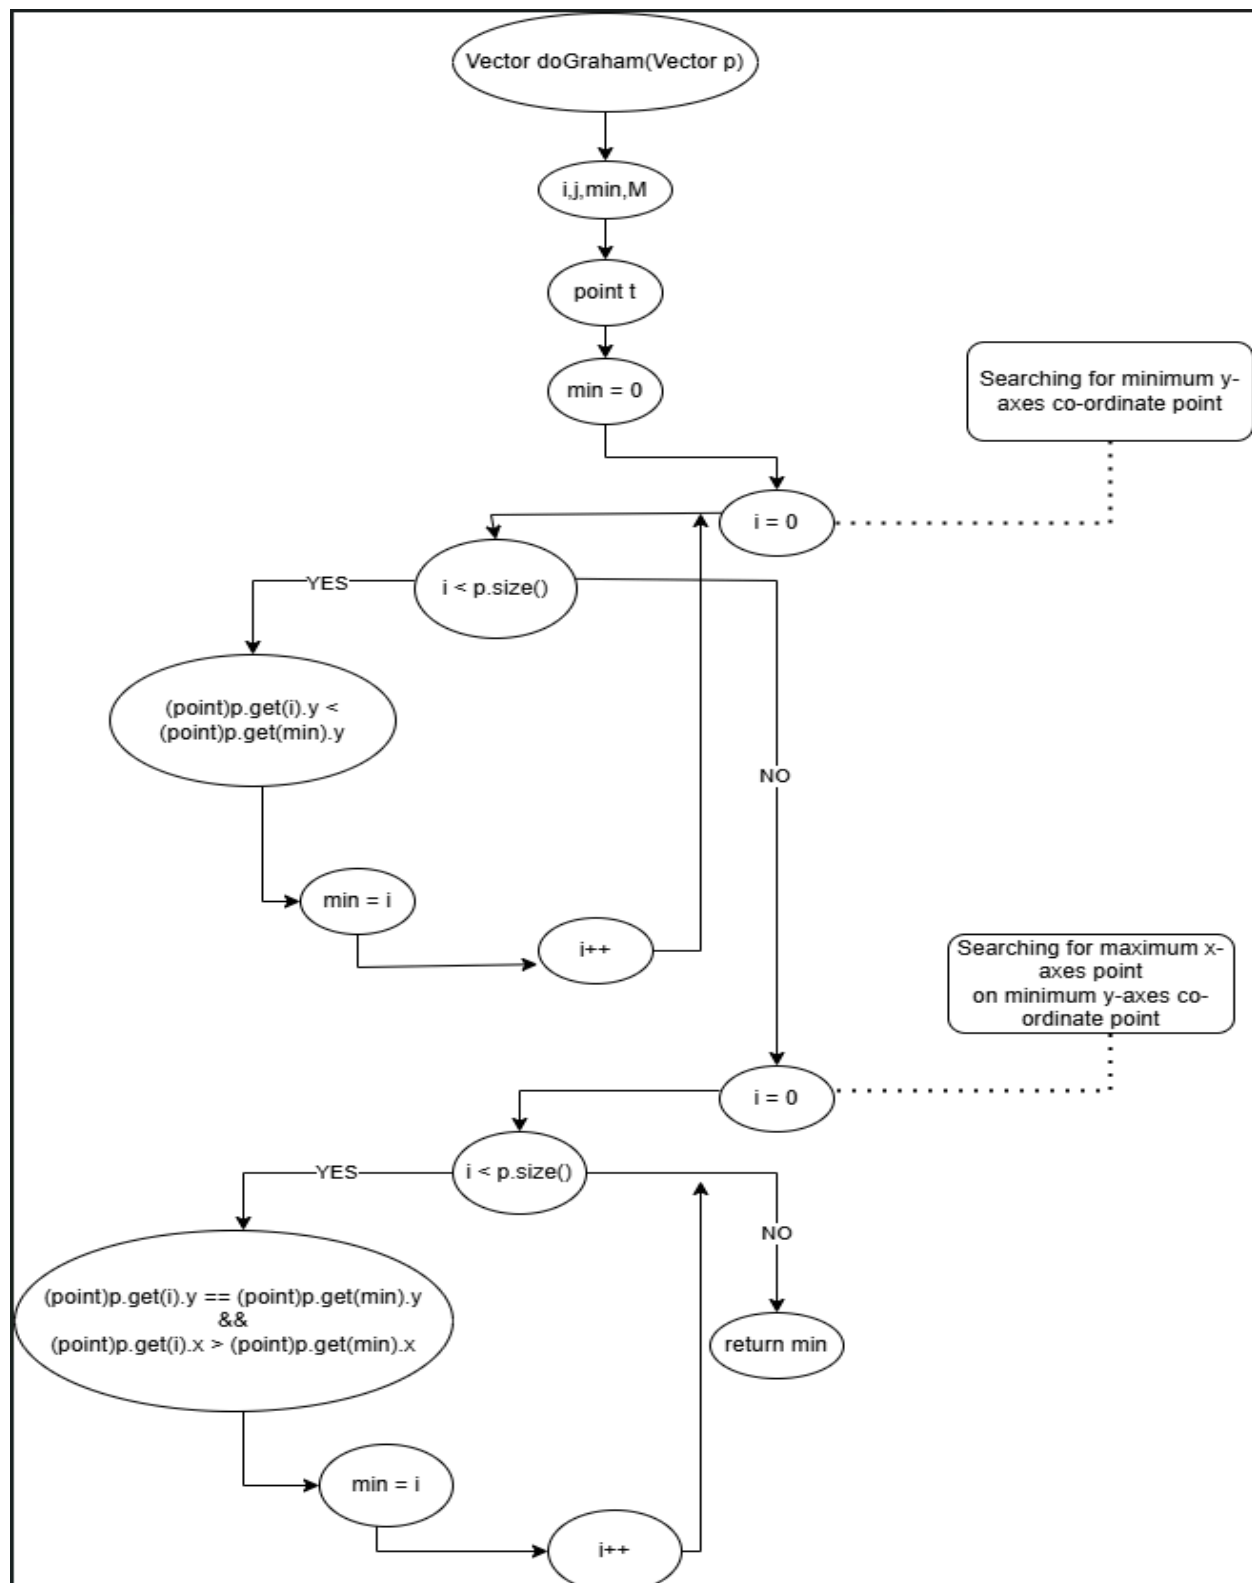 Vector doGraham(Vector p)
i,j,min,M
point t
min = 0
Searching for minimum y-
axes co-ordinate point
i = 0
i < p.size()
YES
(point)p.get(i).y <
(point)p.get(min).y
NO
min = i
i++
Searching for maximum x-
axes point
on minimum y-axes co-
ordinate point
i = 0
i < p.size()
YES
NO
(point)p.get(i).y == (point)p.get(min).y
&&
(point)p.get(i).x > (point)p.get(min).x
return min
min = i
i++